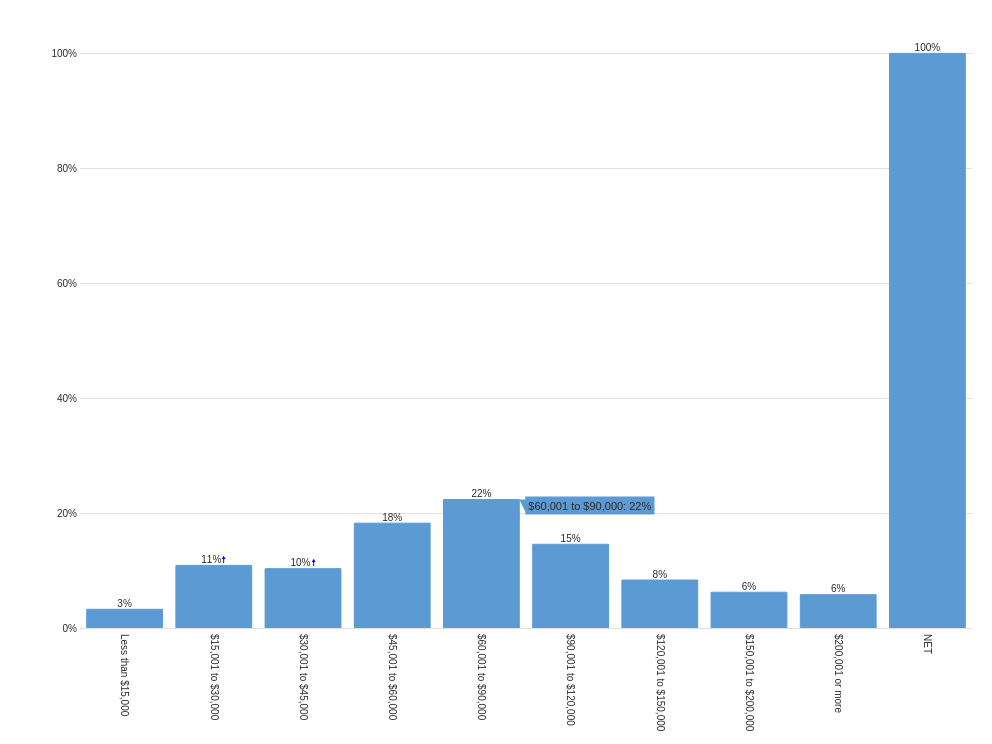 100%
80%
60%
40%
20%
0%
3%
11%
10%
18%
22%
15%
8%
6%
6%
100%
$60,001 to $90,000: 22%
Less than $15,000
$15,001 to $30,000
$30,001 to $45,000
$45,001 to $60,000
$60,001 to $90,000
$90,001 to $120,000
$120,001 to $150,000
$150,001 to $200,000
$200,001 or more
NET